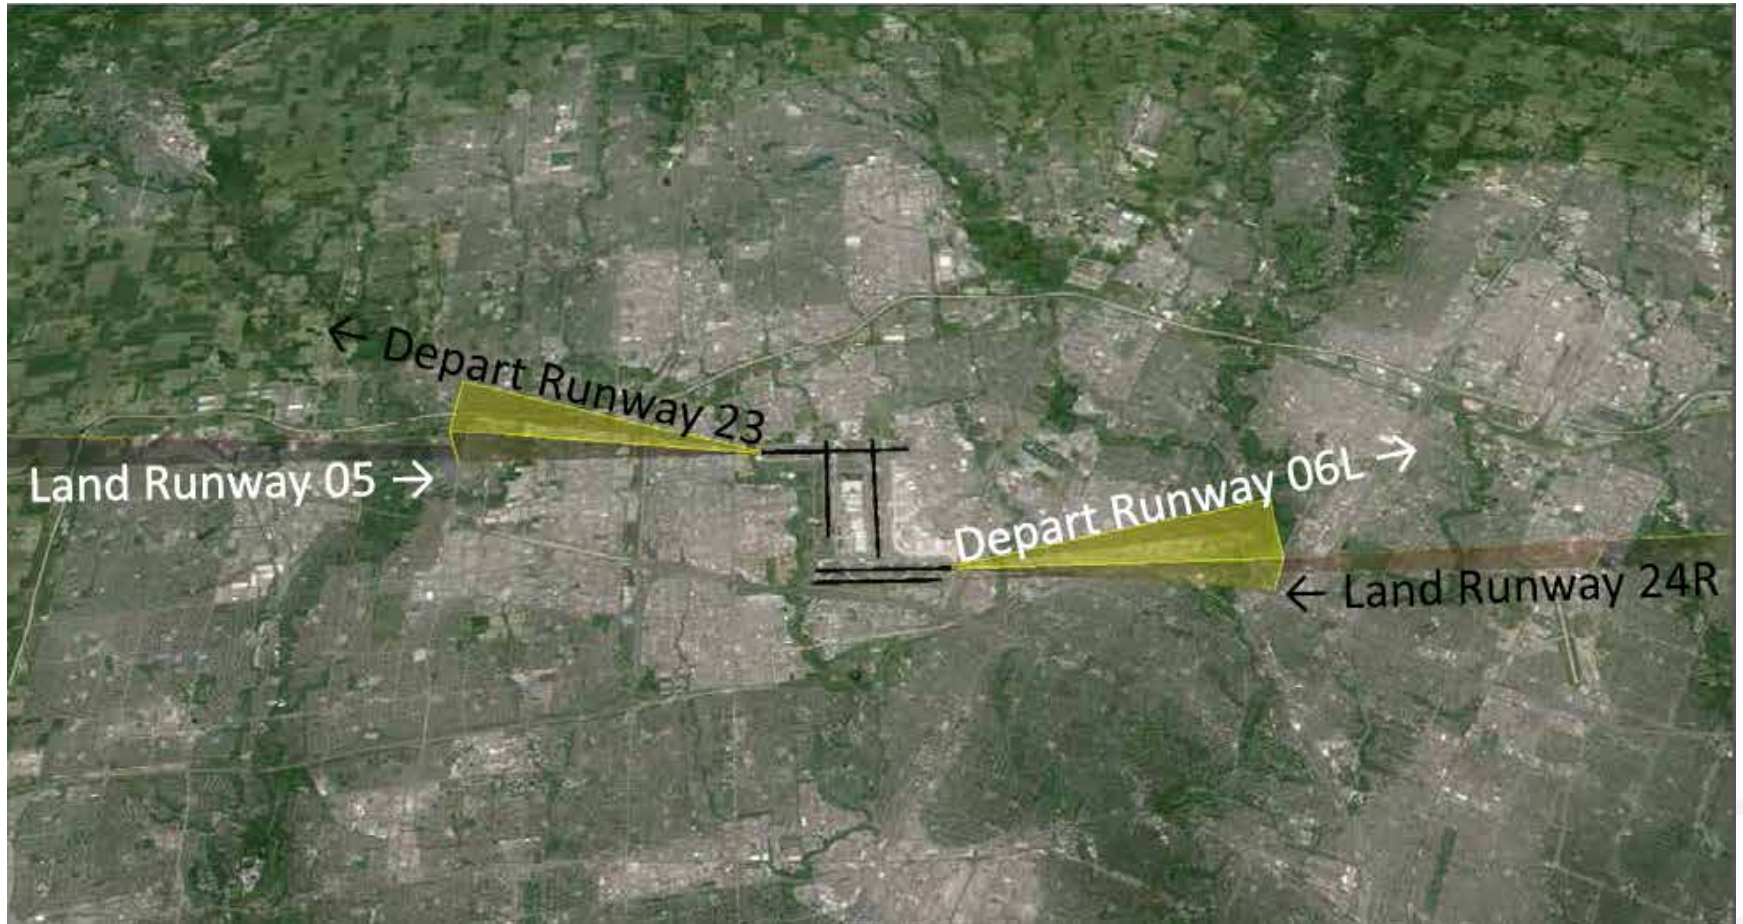 ← Depart Runway 23
Land Runway 05 →
Depart Runway 06L →
← Land Runway 24R